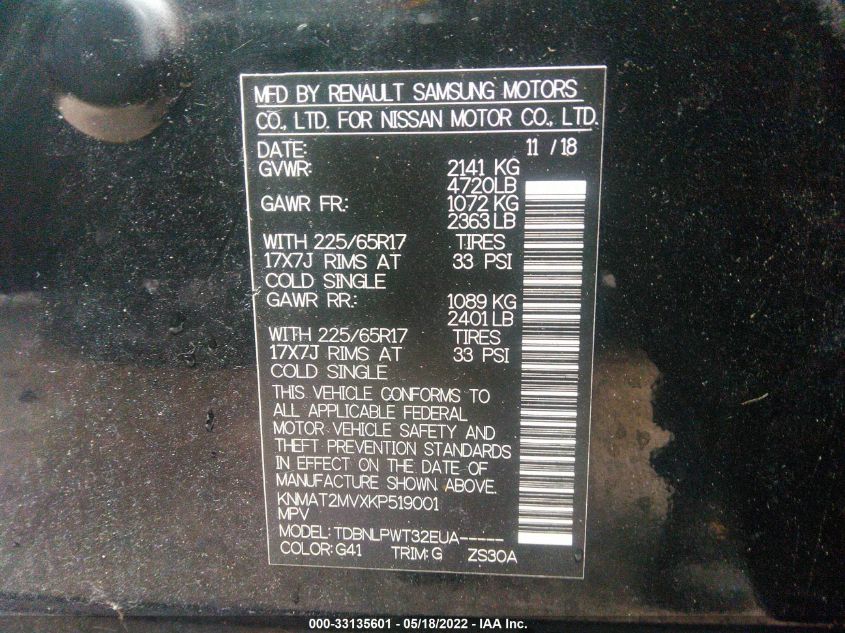 MFD BY RENAULT SAMSUNG MOTORS
CO., LTD. FOR NISSAN MOTOR CO., LTD.
DATE: 11 / 18
GVWR: 2141 KG
4720LB
GAWR FR.: 1072 KG
2363LB
WITH 225/65R17 TIRES
17X7J RIMS AT 33 PSI
COLD SINGLE
GAWR RR.: 1089 KG
2401LB
WITH 225/65R17 TIRES
17X7J RIMS AT 33 PSI
COLD SINGLE
THIS VEHICLE CONFORMS TO
ALL APPLICABLE FEDERAL
MOTOR VEHICLE SAFETY AND
THEFT PREVENTION STANDARDS
IN EFFECT ON THE DATE OF
MANUFACTURE SHOWN ABOVE.
KNMAT2MVXKP519001
MPV
MODEL: TDBNLPWT32EUA-----
COLOR: G41 TRIM: G ZS30A
000-33135601 - 05/18/2022 - IAA Inc.